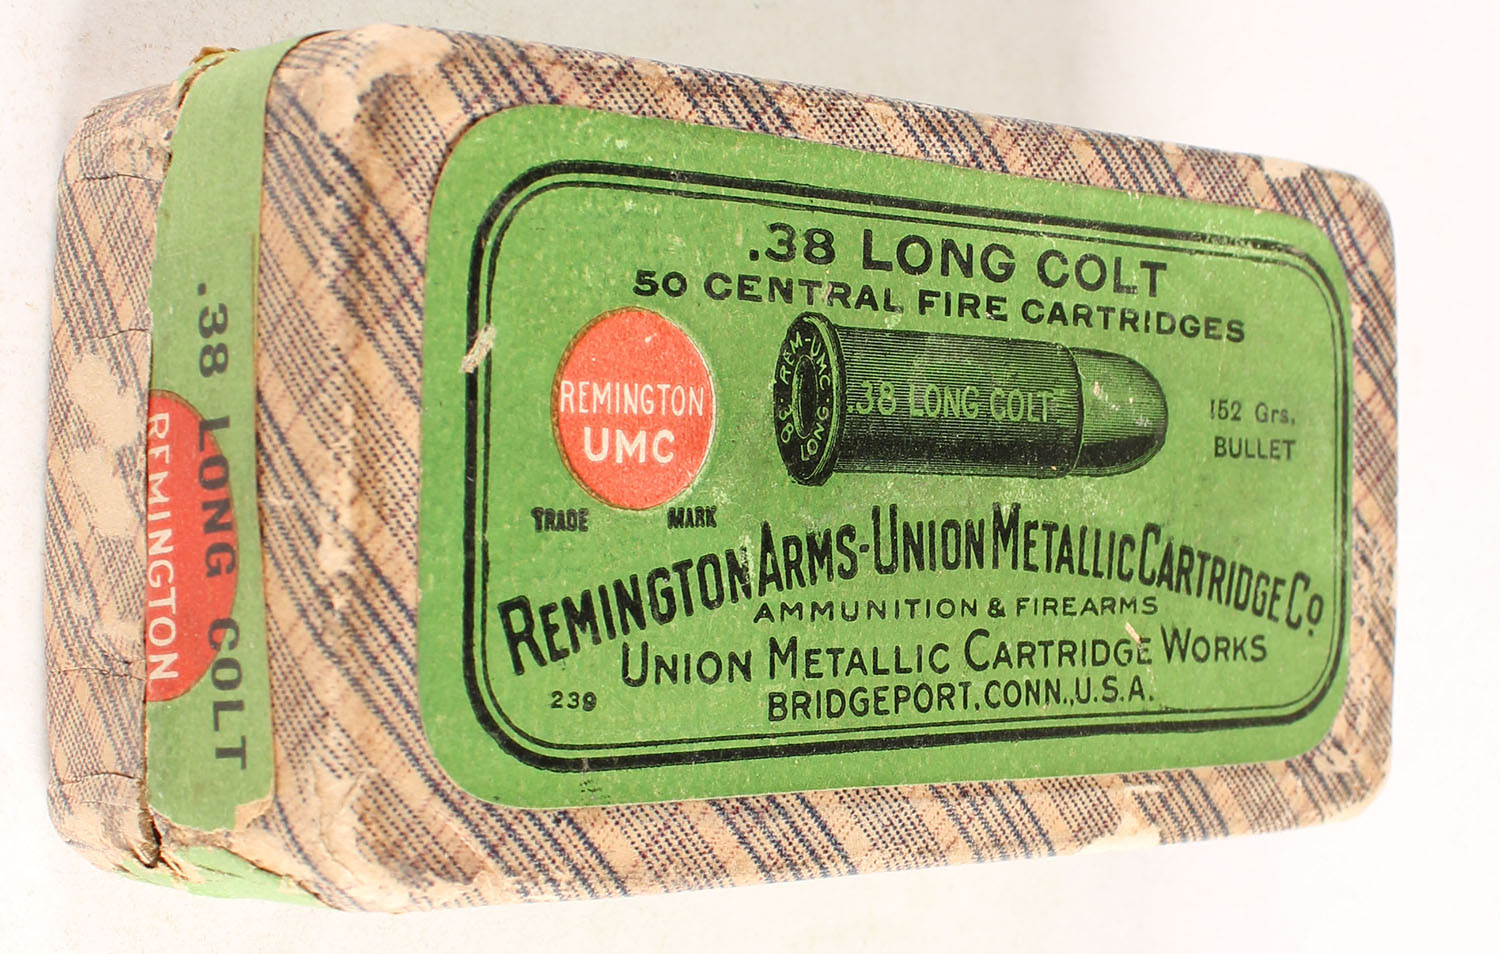 .38 LONG COLT
50 CENTRAL FIRE CARTRIDGES
REMINGTON
UMC
TRADE MARK
REM-UMC
38 LONG
.38 LONG COLT
152 Grs.
BULLET
REMINGTON ARMS-UNION METALLIC CARTRIDGE Co
AMMUNITION & FIREARMS
UNION METALLIC CARTRIDGE WORKS
BRIDGEPORT, CONN., U.S.A.
239
.38 LONG COLT
REMINGTON